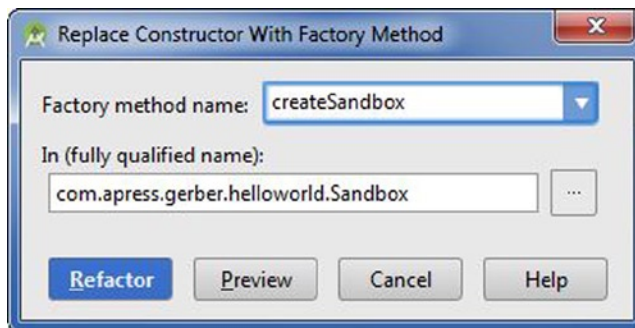 Replace Constructor With Factory Method
Factory method name: createSandbox
In (fully qualified name):
com.apress.gerber.helloworld.Sandbox ...
Refactor Preview Cancel Help